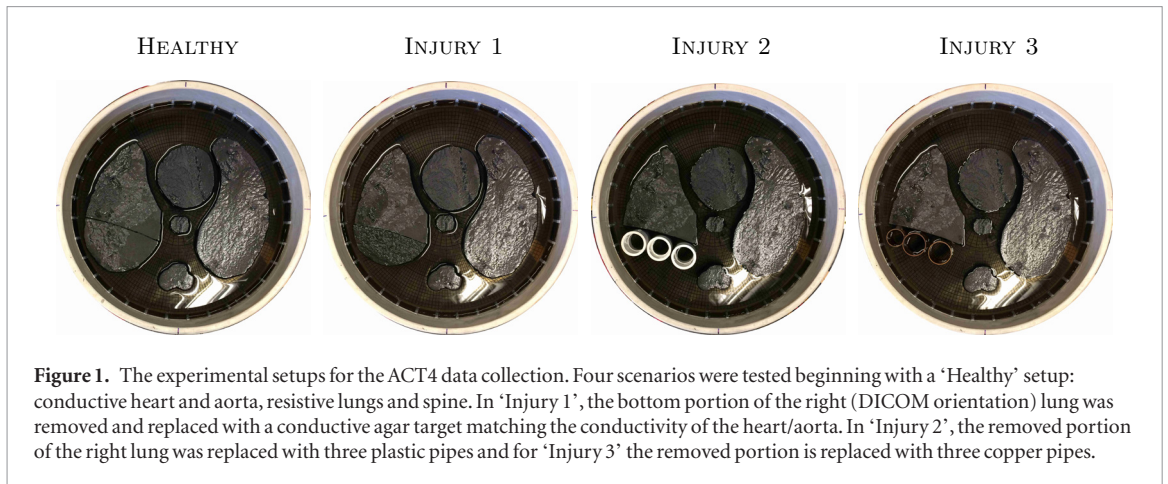 HEALTHY
INJURY 1
INJURY 2
INJURY 3
Figure 1. The experimental setups for the ACT4 data collection. Four scenarios were tested beginning with a ‘Healthy’ setup:
conductive heart and aorta, resistive lungs and spine. In ‘Injury 1’, the bottom portion of the right (DICOM orientation) lung was
removed and replaced with a conductive agar target matching the conductivity of the heart/aorta. In ‘Injury 2’, the removed portion
of the right lung was replaced with three plastic pipes and for ‘Injury 3’ the removed portion is replaced with three copper pipes.